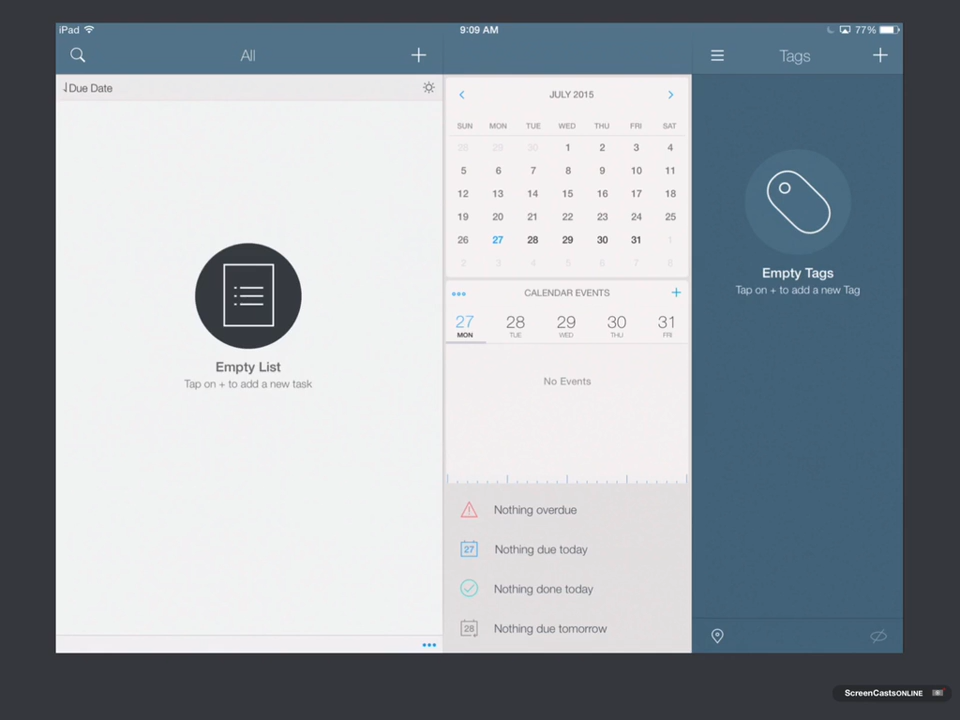 iPad 9:09 AM 77%
All
Tags
Due Date
Empty List
Tap on + to add a new task
JULY 2015
SUN MON TUE WED THU FRI SAT
28 29 30 1 2 3 4
5 6 7 8 9 10 11
12 13 14 15 16 17 18
19 20 21 22 23 24 25
26 27 28 29 30 31 1
2 3 4 5 6 7 8
CALENDAR EVENTS
27 28 29 30 31
MON TUE WED THU FRI
No Events
Nothing overdue
27 Nothing due today
Nothing done today
28 Nothing due tomorrow
Empty Tags
Tap on + to add a new Tag
ScreenCastsONLINE